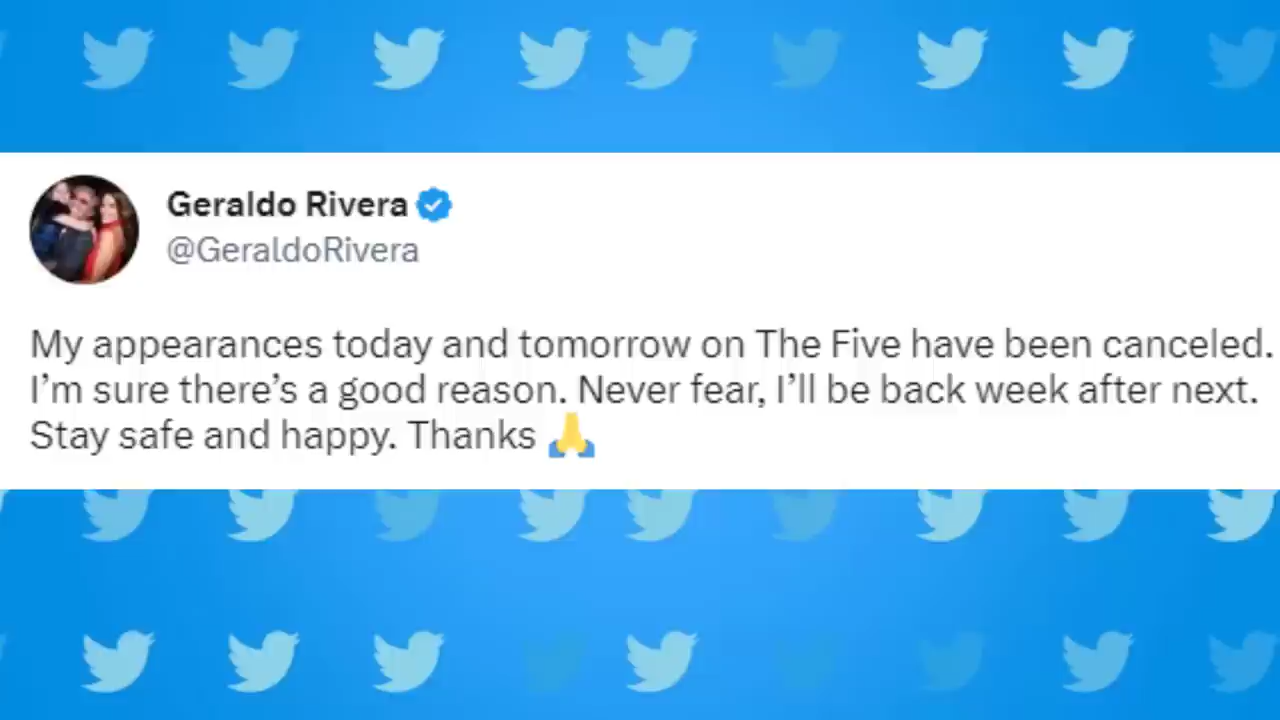 Geraldo Rivera
@GeraldoRivera
My appearances today and tomorrow on The Five have been canceled.
I’m sure there’s a good reason. Never fear, I’ll be back week after next.
Stay safe and happy. Thanks 🙏